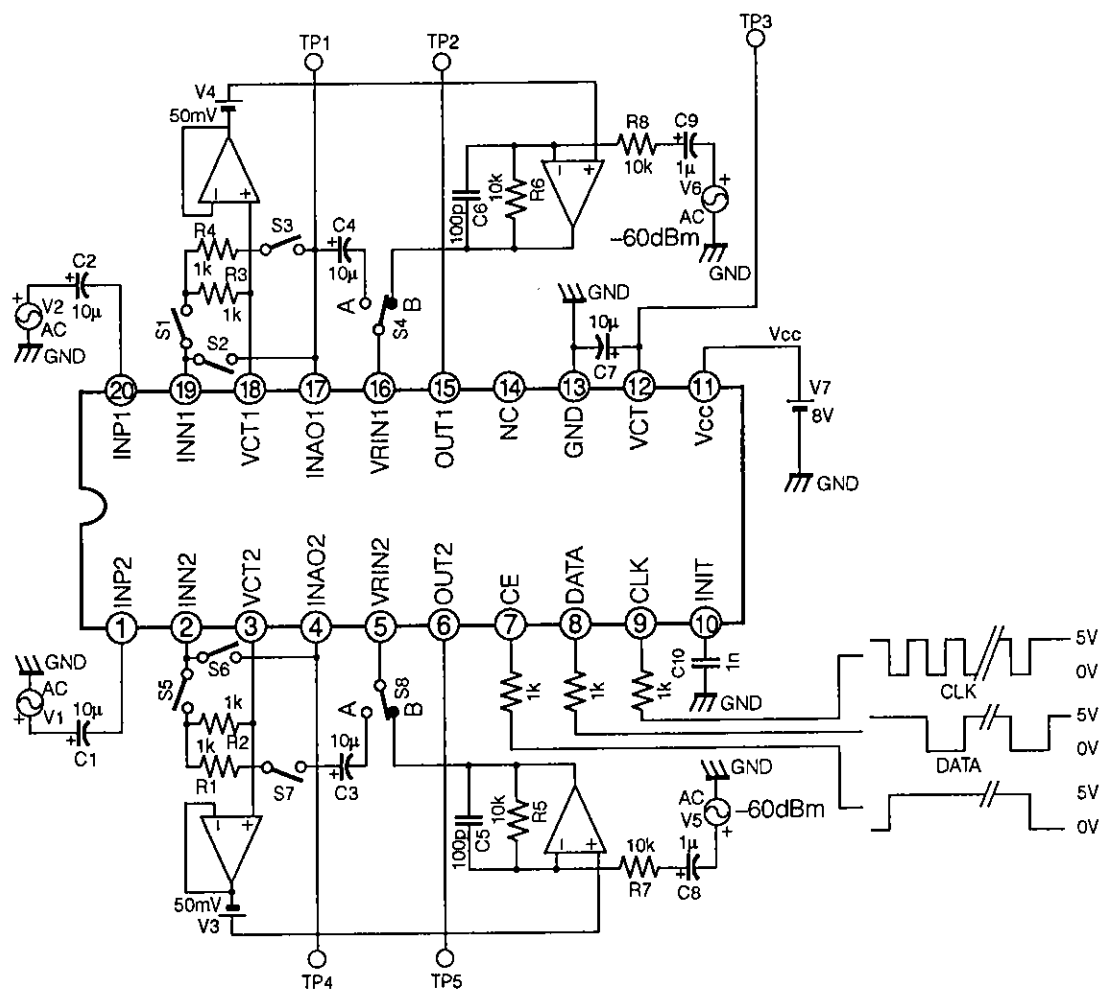 TP1
TP2
TP3
V4
50mV
R8
10k
C9
1µ
V6
AC
−60dBm
GND
C6
100p
10k
R6
S3
C4
10µ
R4
1k
R3
1k
S1
S2
A
B
S4
C2
10µ
V2
AC
GND
GND
10µ
C7
Vcc
V7
8V
GND
20
19
18
17
16
15
14
13
12
11
INP1
INN1
VCT1
INAO1
VRIN1
OUT1
NC
GND
VCT
Vcc
INP2
INN2
VCT2
INAO2
VRIN2
OUT2
CE
DATA
CLK
INIT
1
2
3
4
5
6
7
8
9
10
GND
AC
V1
10µ
C1
S5
S6
1k
R2
1k
R1
S7
A
B
S8
10µ
C3
1k
1k
1k
C10
1n
GND
5V
0V
CLK
5V
0V
DATA
5V
0V
100p
C5
10k
R5
10k
R7
1µ
C8
GND
AC
V5
−60dBm
50mV
V3
TP4
TP5